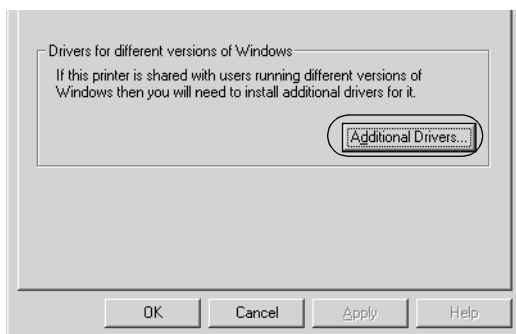 Drivers for different versions of Windows
If this printer is shared with users running different versions of
Windows then you will need to install additional drivers for it.
Additional Drivers...
OK Cancel Apply Help